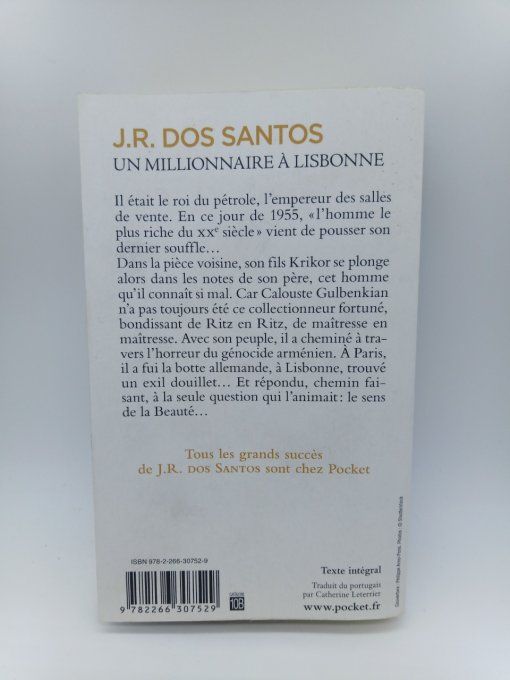 J.R. DOS SANTOS
UN MILLIONNAIRE À LISBONNE
Il était le roi du pétrole, l'empereur des salles
de vente. En ce jour de 1955, «l'homme le
plus riche du XXe siècle» vient de pousser son
dernier souffle...
Dans la pièce voisine, son fils Krikor se plonge
alors dans les notes de son père, cet homme
qu'il connaît si mal. Car Calouste Gulbenkian
n'a pas toujours été ce collectionneur fortuné,
bondissant de Ritz en Ritz, de maîtresse en
maîtresse. Avec son peuple, il a cheminé à tra-
vers l'horreur du génocide arménien. À Paris,
il a fui la botte allemande, à Lisbonne, trouvé
un exil douillet... Et répondu, chemin fai-
sant, à la seule question qui l'animait : le sens
de la Beauté...
Tous les grands succès
de J.R. DOS SANTOS sont chez Pocket
ISBN 978-2-266-30752-9
9 782266 307529
CATÉGORIE
10B
Texte intégral
Traduit du portugais
par Catherine Leterrier
www.pocket.fr
Photos : © Shutterstock